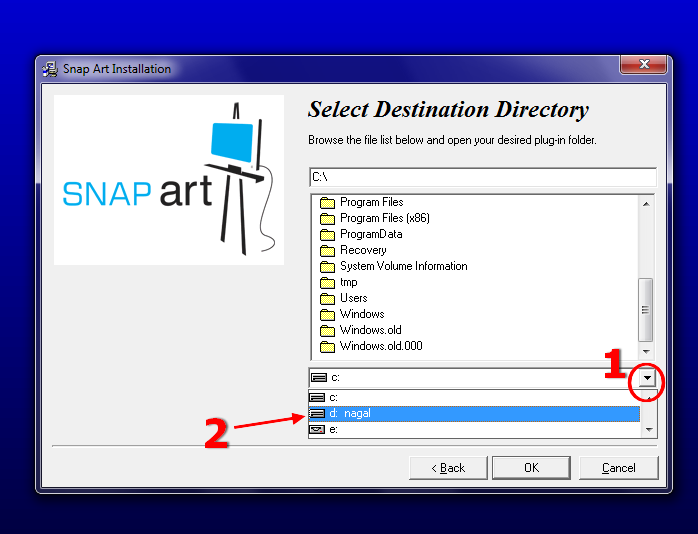 Snap Art Installation
SNAP art
Select Destination Directory
Browse the file list below and open your desired plug-in folder.
C:\
Program Files
Program Files (x86)
ProgramData
Recovery
System Volume Information
tmp
Users
Windows
Windows.old
Windows.old.000
1
c:
c:
d: nagal
e:
2
< Back
OK
Cancel